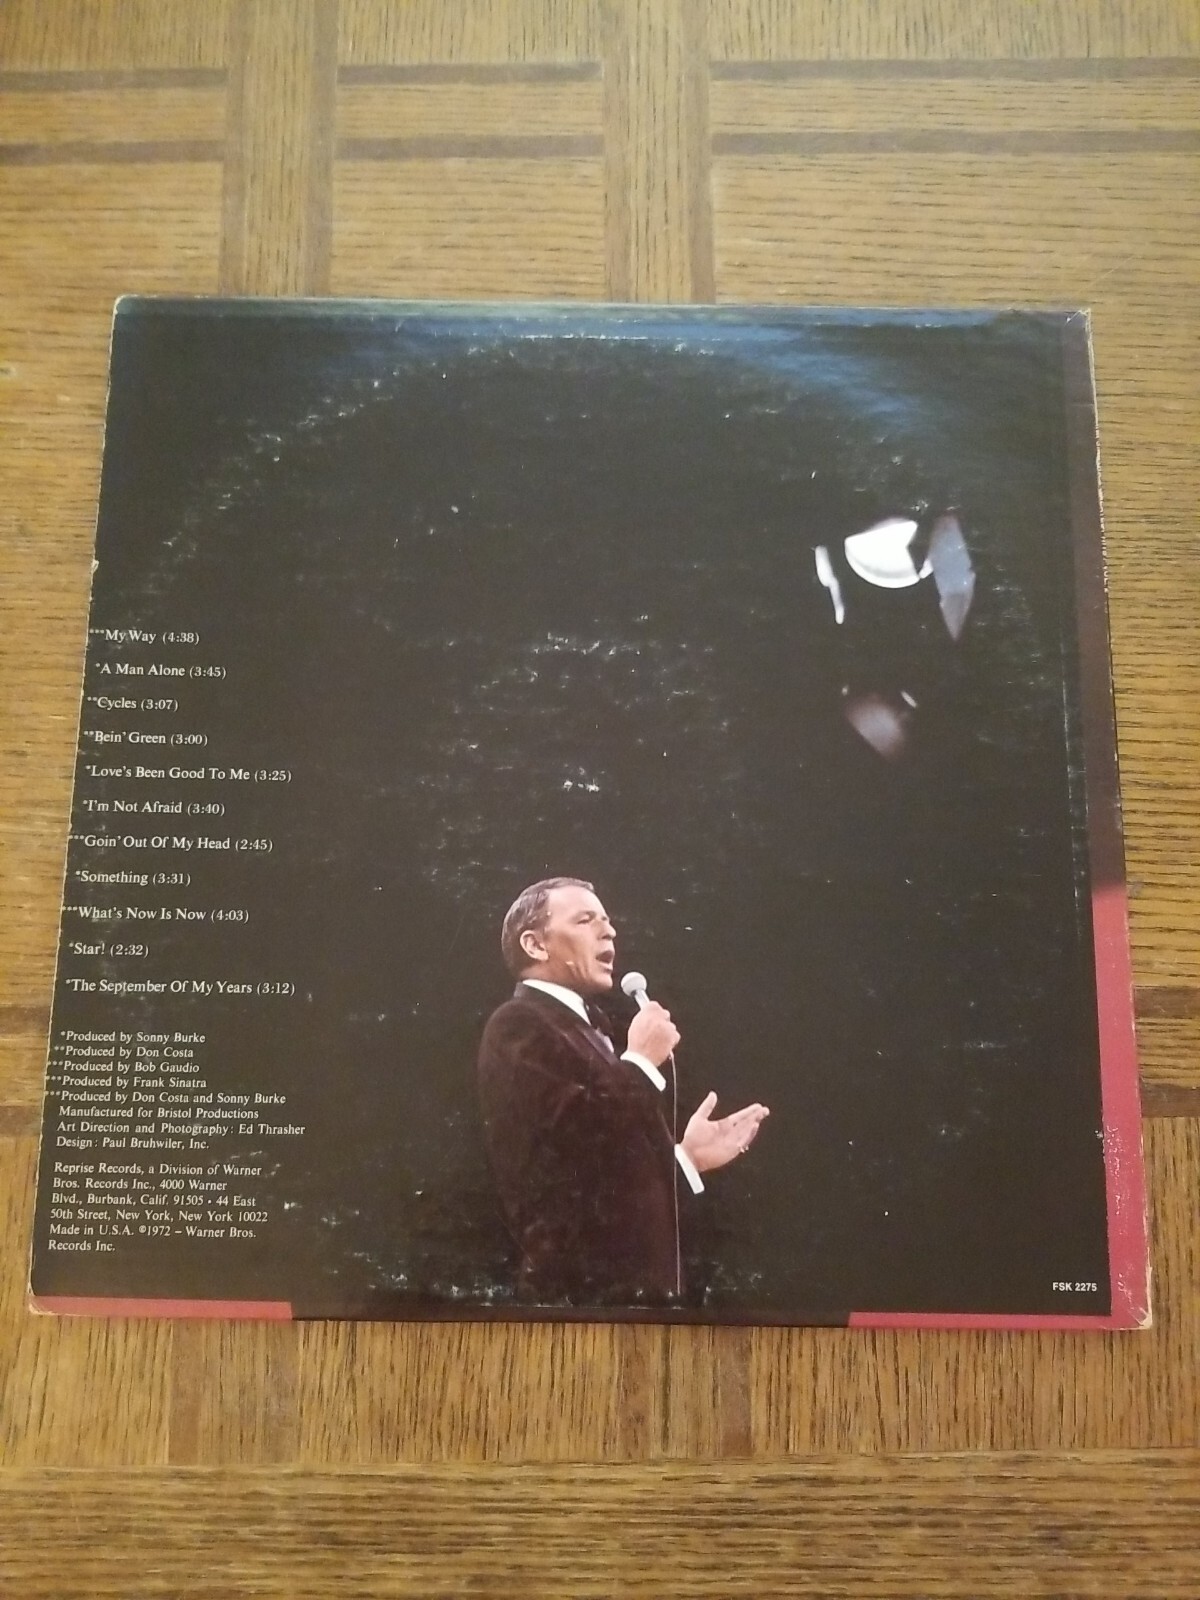 ***My Way (4:38)
*A Man Alone (3:45)
**Cycles (3:07)
**Bein' Green (3:00)
*Love's Been Good To Me (3:25)
*I'm Not Afraid (3:40)
***Goin' Out Of My Head (2:45)
*Something (3:31)
***What's Now Is Now (4:03)
*Star! (2:32)
*The September Of My Years (3:12)
*Produced by Sonny Burke
**Produced by Don Costa
***Produced by Bob Gaudio
***Produced by Frank Sinatra
***Produced by Don Costa and Sonny Burke
Manufactured for Bristol Productions
Art Direction and Photography: Ed Thrasher
Design: Paul Bruhwiler, Inc.
Reprise Records, a Division of Warner
Bros. Records Inc., 4000 Warner
Blvd., Burbank, Calif. 91505 • 44 East
50th Street, New York, New York 10022
Made in U.S.A. ℗1972 – Warner Bros.
Records Inc.
FSK 2275